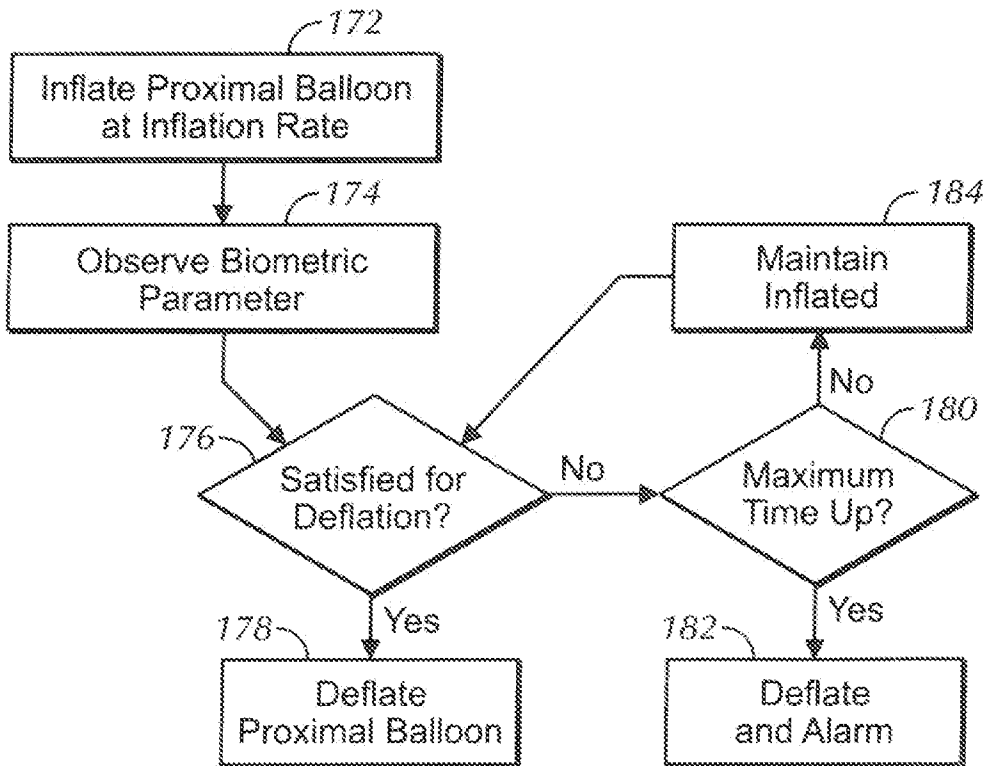 172
Inflate Proximal Balloon
at Inflation Rate
174
Observe Biometric
Parameter
184
Maintain
Inflated
No
180
176
Satisfied for
Deflation?
No
Maximum
Time Up?
Yes
Yes
178
Deflate
Proximal Balloon
182
Deflate
and Alarm